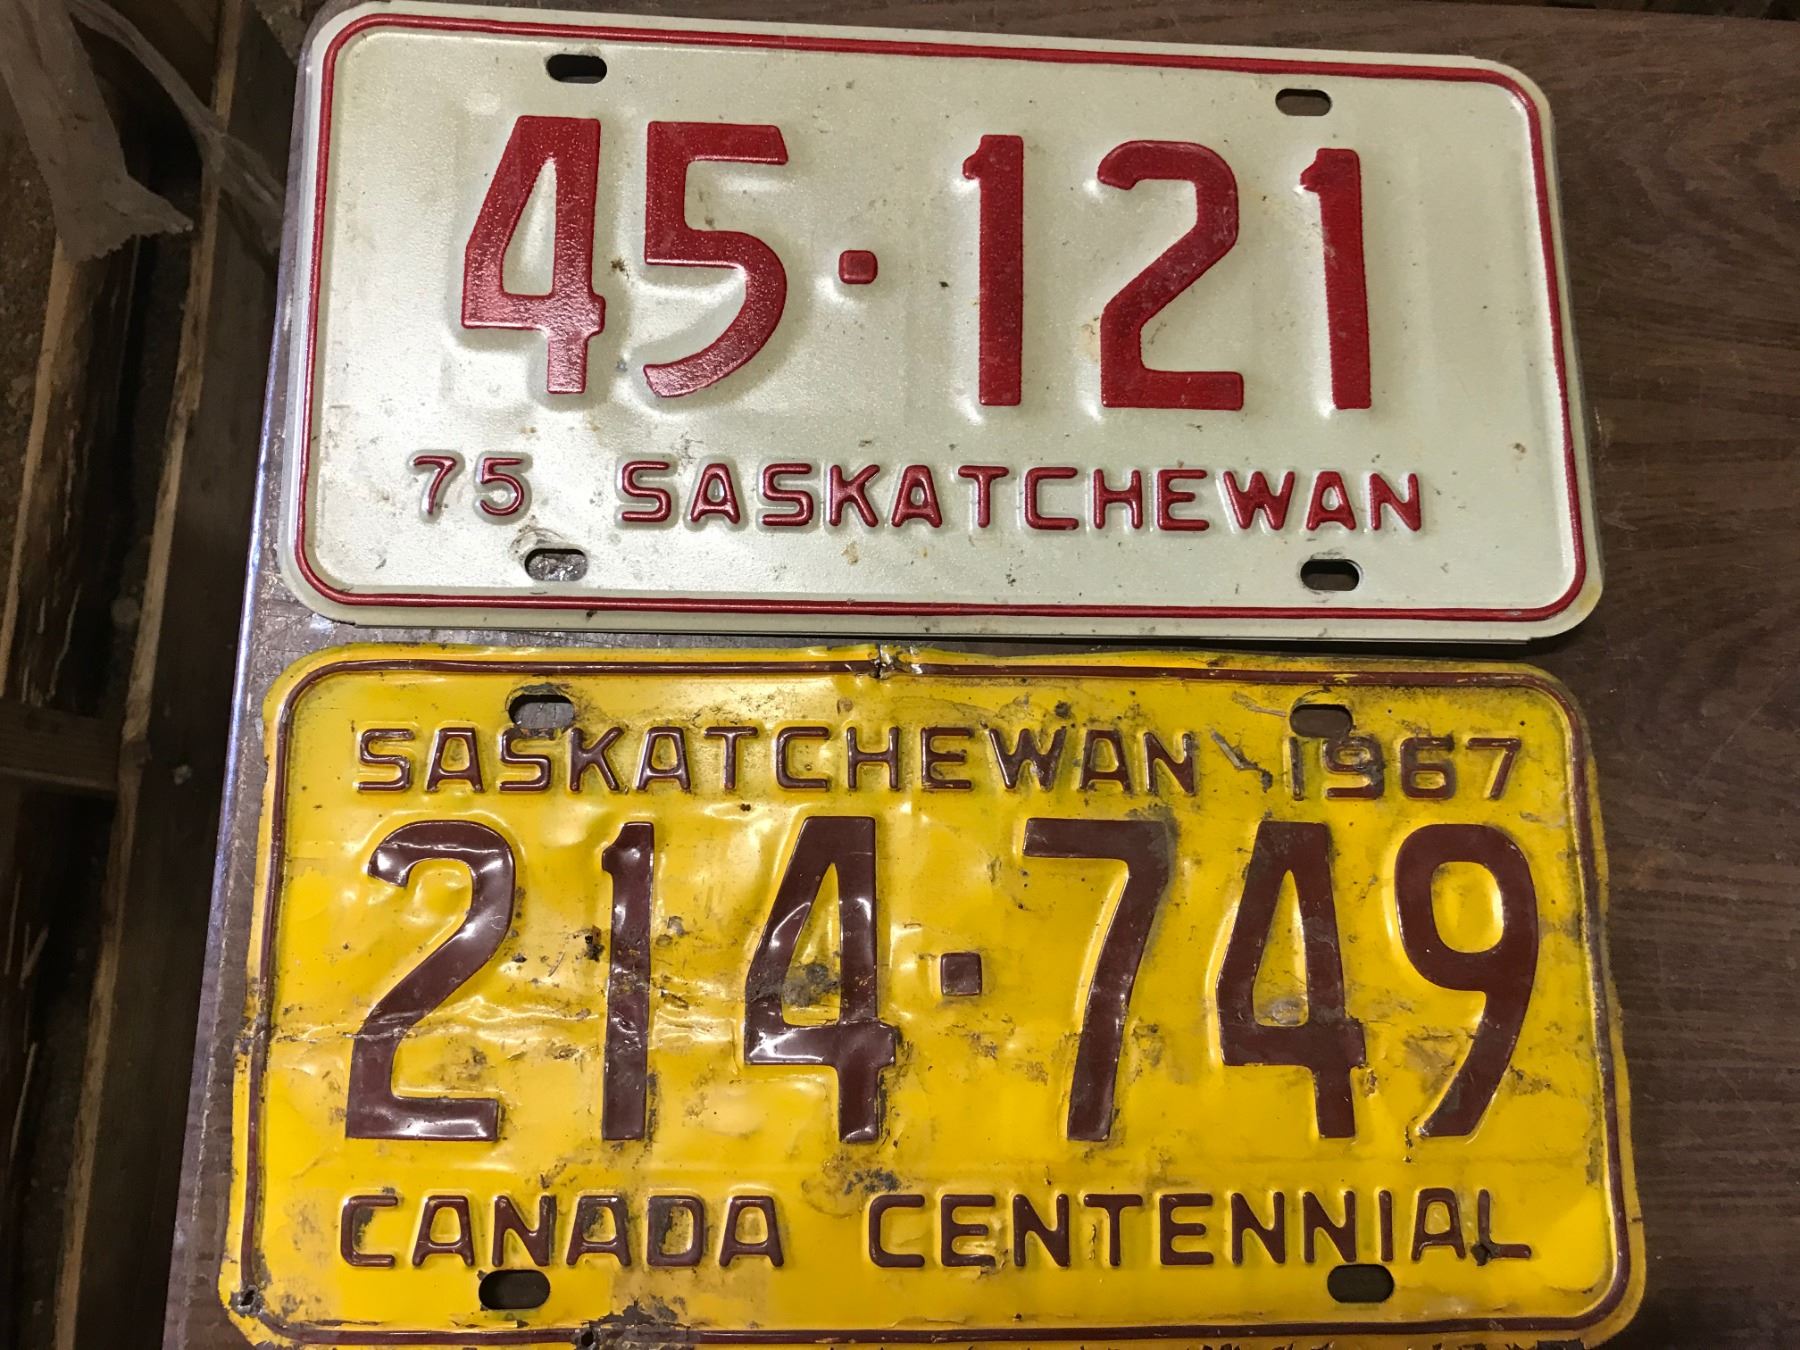 45·121
75 SASKATCHEWAN
SASKATCHEWAN 1967
214·749
CANADA CENTENNIAL